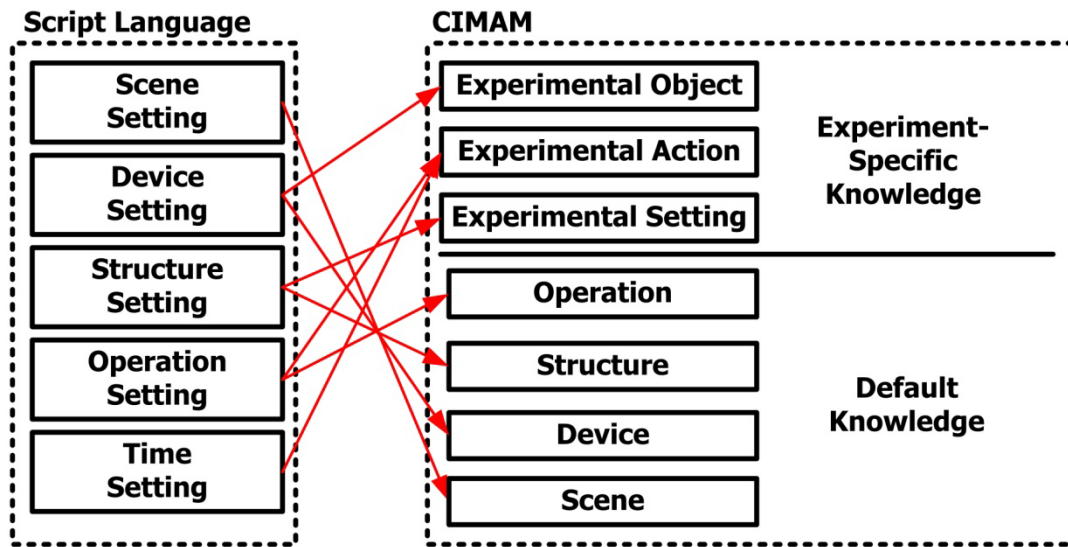 Script Language
Scene
Setting
Device
Setting
Structure
Setting
Operation
Setting
Time
Setting
CIMAM
Experimental Object
Experimental Action
Experimental Setting
Experiment-
Specific
Knowledge
Operation
Structure
Device
Scene
Default
Knowledge